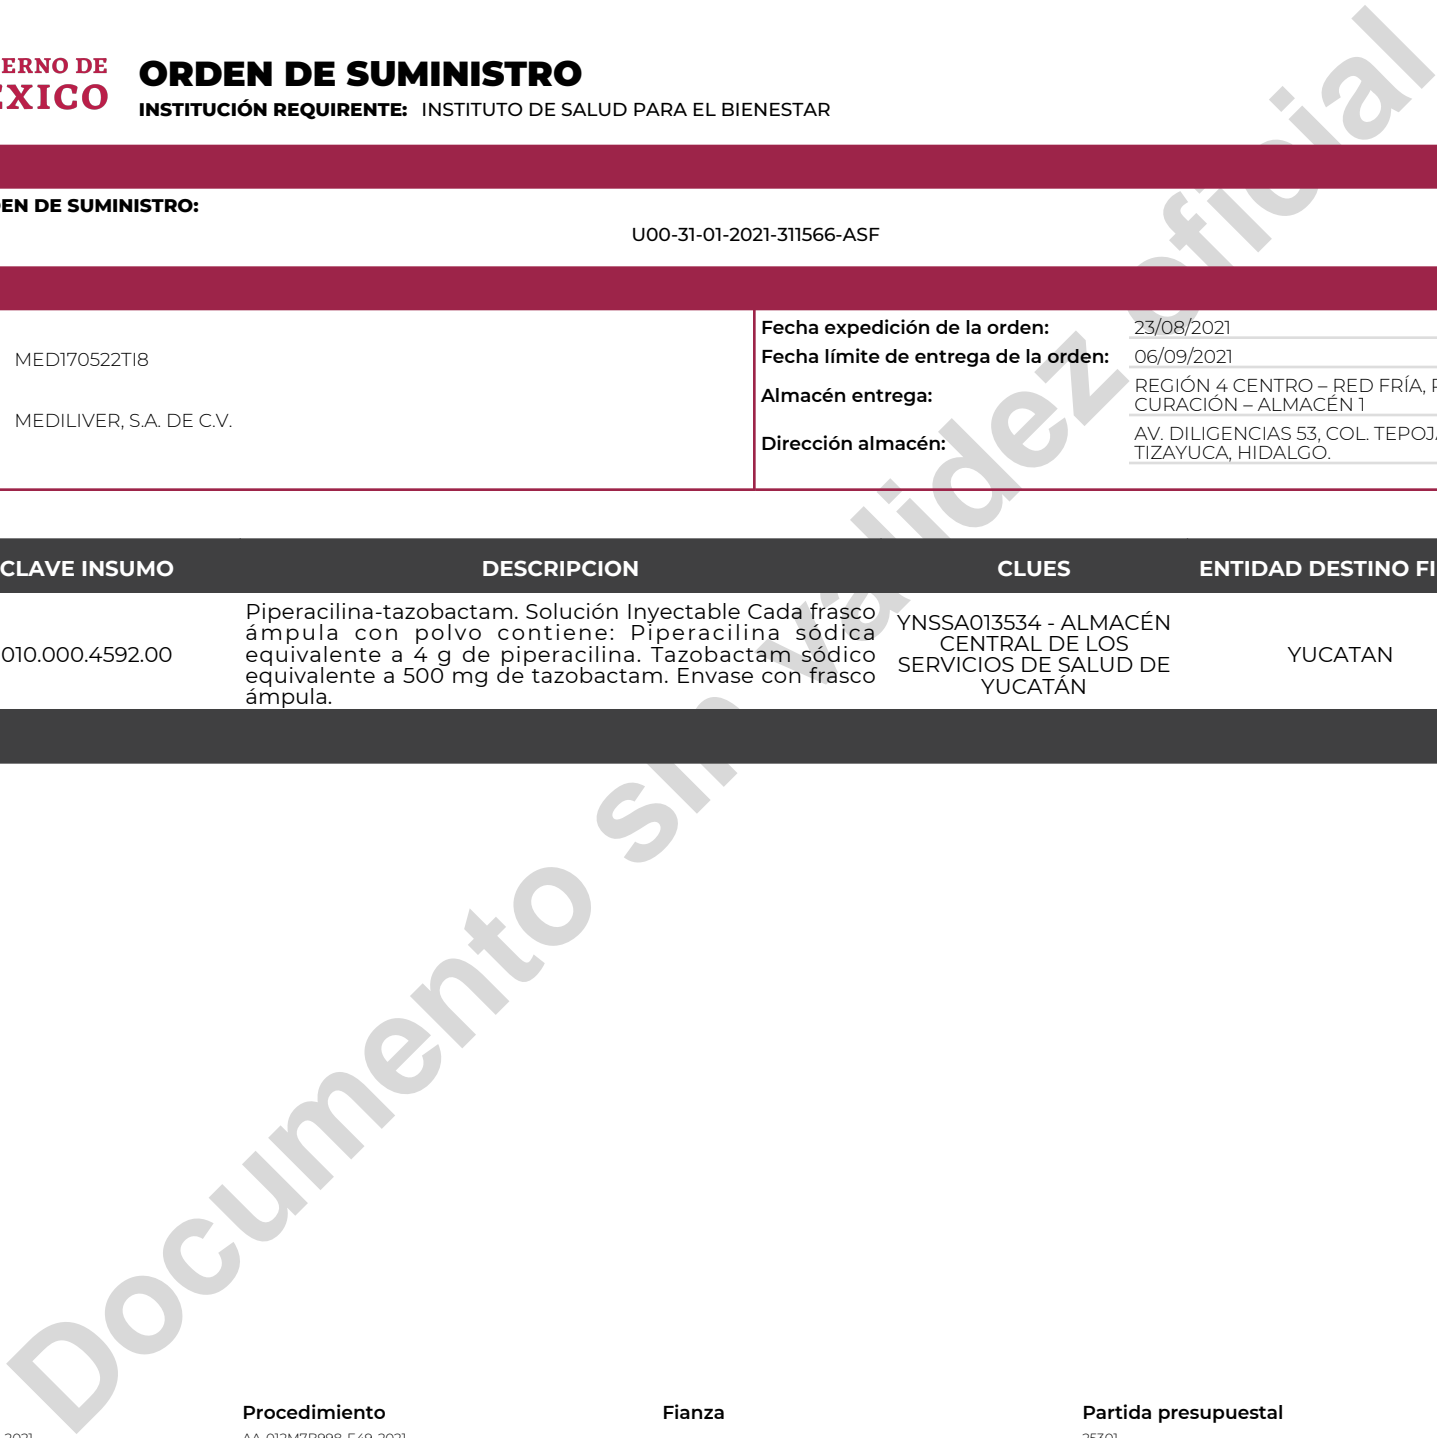 ERNO DE
ÉXICO
ORDEN DE SUMINISTRO
INSTITUCIÓN REQUIRENTE: INSTITUTO DE SALUD PARA EL BIENESTAR
EN DE SUMINISTRO:
U00-31-01-2021-311566-ASF
MED170522TI8
MEDILIVER, S.A. DE C.V.
Fecha expedición de la orden: 23/08/2021
Fecha límite de entrega de la orden: 06/09/2021
Almacén entrega: REGIÓN 4 CENTRO – RED FRÍA,
CURACIÓN – ALMACÉN 1
Dirección almacén: AV. DILIGENCIAS 53, COL. TEPOJ
TIZAYUCA, HIDALGO.
CLAVE INSUMO DESCRIPCION CLUES ENTIDAD DESTINO FI
010.000.4592.00
Piperacilina-tazobactam. Solución Inyectable Cada frasco
ámpula con polvo contiene: Piperacilina sódica
equivalente a 4 g de piperacilina. Tazobactam sódico
equivalente a 500 mg de tazobactam. Envase con frasco
ámpula.
YNSSA013534 - ALMACÉN
CENTRAL DE LOS
SERVICIOS DE SALUD DE
YUCATÁN
YUCATAN
Documento sin validez oficial
Procedimiento Fianza Partida presupuestal